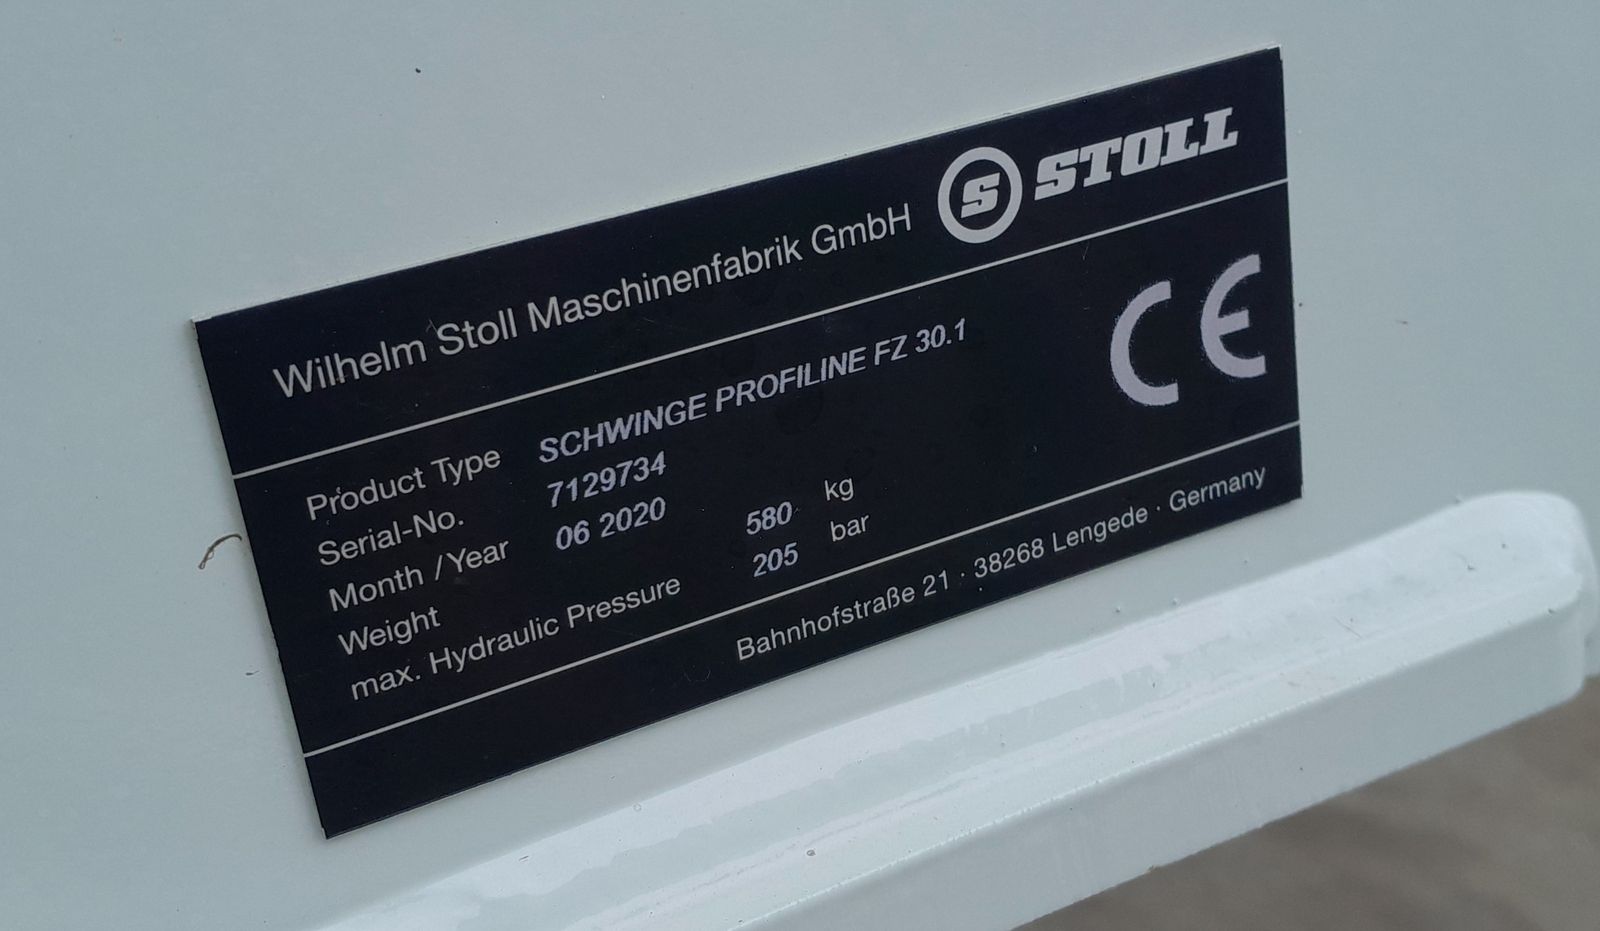 Wilhelm Stoll Maschinenfabrik GmbH S STOLL
Product Type SCHWINGE PROFILINE FZ 30.1
Serial-No. 7129734
Month / Year 06 2020
Weight 580 kg
max. Hydraulic Pressure 205 bar
CE
Bahnhofstraße 21 · 38268 Lengede · Germany